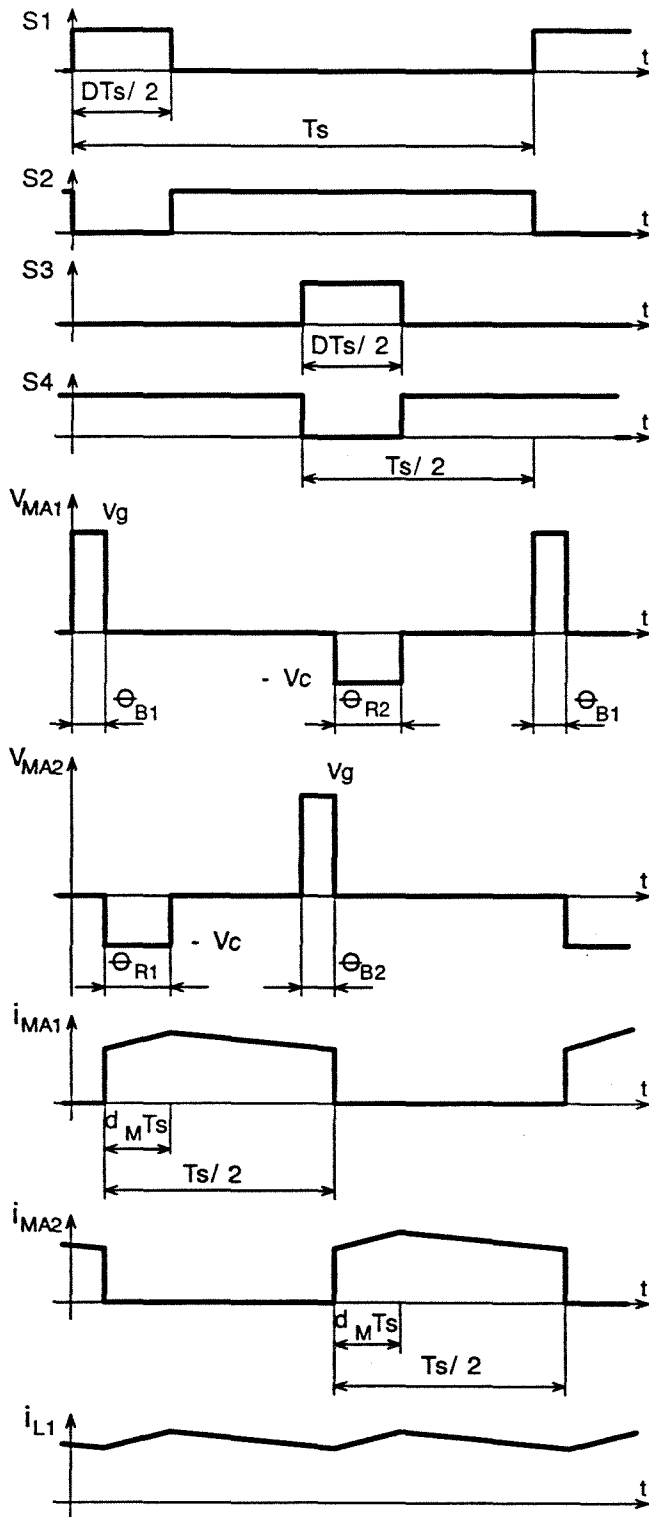 S1
t
DTs/ 2
Ts
S2
t
S3
t
DTs/ 2
S4
t
Ts/ 2
VMA1
Vg
t
- Vc
ΘB1
ΘR2
ΘB1
VMA2
Vg
t
- Vc
ΘR1
ΘB2
iMA1
t
dMTs
Ts/ 2
iMA2
t
dMTs
Ts/ 2
iL1
t